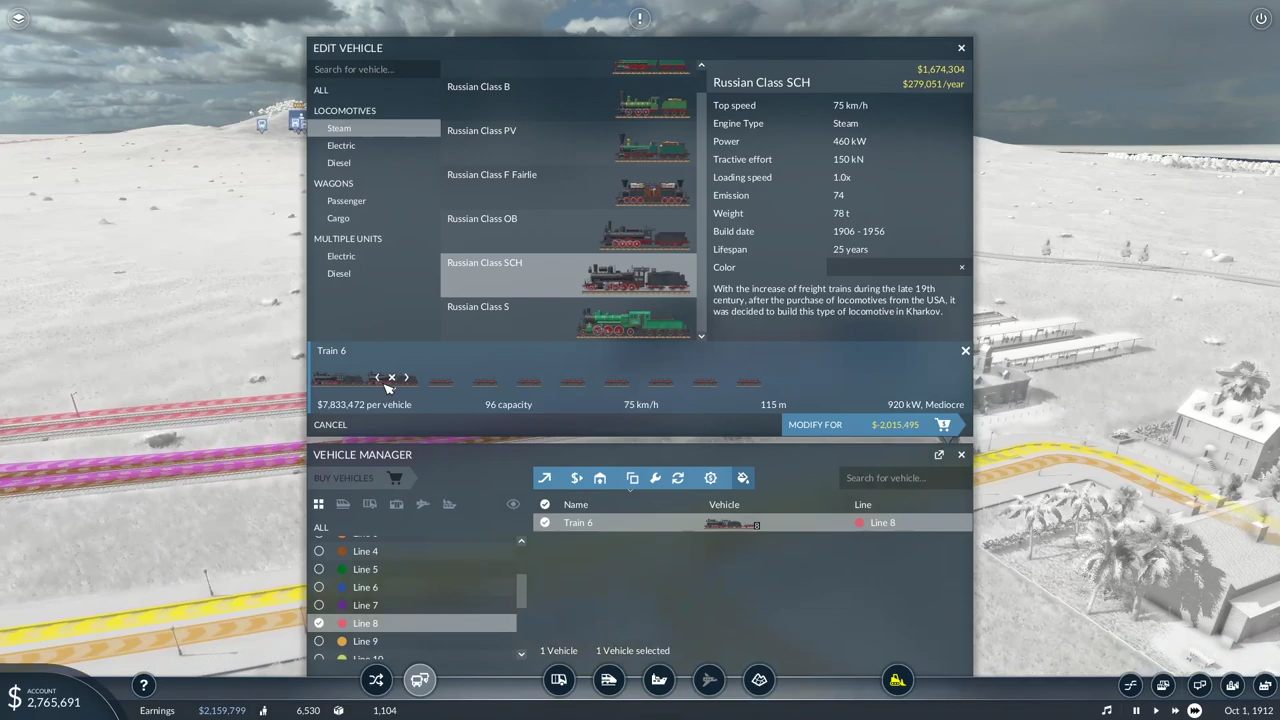 EDIT VEHICLE
Search for vehicle...
ALL
LOCOMOTIVES
Steam
Electric
Diesel
WAGONS
Passenger
Cargo
MULTIPLE UNITS
Electric
Diesel
Russian Class B
Russian Class PV
Russian Class F Fairlie
Russian Class OB
Russian Class SCH
Russian Class S
$1,674,304
Russian Class SCH
$279,051/year
Top speed 75 km/h
Engine Type Steam
Power 460 kW
Tractive effort 150 kN
Loading speed 1.0x
Emission 74
Weight 78 t
Build date 1906 - 1956
Lifespan 25 years
Color
With the increase of freight trains during the late 19th
century, after the purchase of locomotives from the USA, it
was decided to build this type of locomotive in Kharkov.
Train 6
$7,833,472 per vehicle 96 capacity 75 km/h 115 m 920 kW, Mediocre
CANCEL MODIFY FOR $-2,015,495
VEHICLE MANAGER
BUY VEHICLES
Search for vehicle...
ALL
Line 4
Line 5
Line 6
Line 7
Line 8
Line 9
Name Vehicle Line
Train 6 8 Line 8
1 Vehicle 1 Vehicle selected
$ ACCOUNT
2,765,691
?
!
Earnings $2,159,799 6,530 1,104
Oct 1, 1912